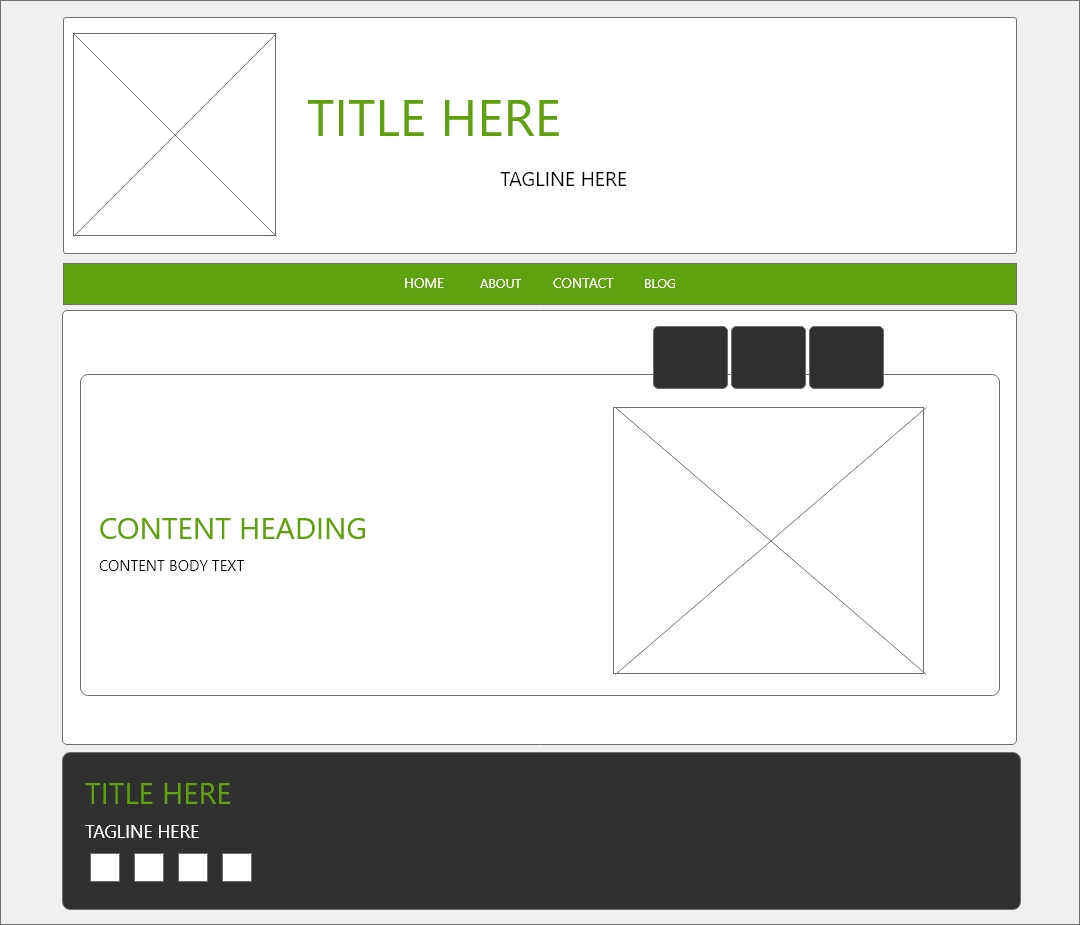 TITLE HERE
TAGLINE HERE
HOME ABOUT CONTACT BLOG
CONTENT HEADING
CONTENT BODY TEXT
TITLE HERE
TAGLINE HERE